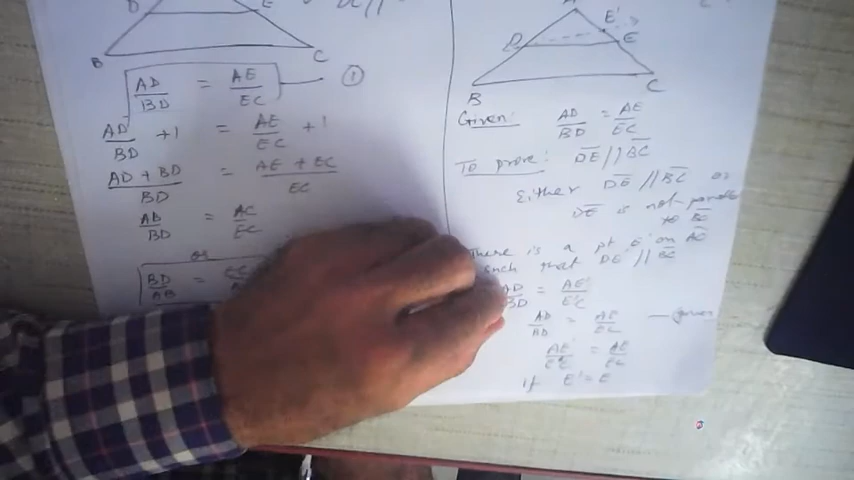 D E
DE //
B C
AD/BD = AE/EC ①
AD/BD + 1 = AE/EC + 1
AD + BD/BD = AE + EC/EC
AB/BD = AC/EC
or
BD/AB = EC/
E'
D E
B C
Given: AD/BD = AE/EC
To prove: DE // BC
Either DE // BC or
DE is not parallel
to BC
There is a pt E' on AC
such that DE' // BC
AD/BD = AE'/E'C
AD/BD = AE/EC — Given
AE'/E'C = AE/EC
if E' = E